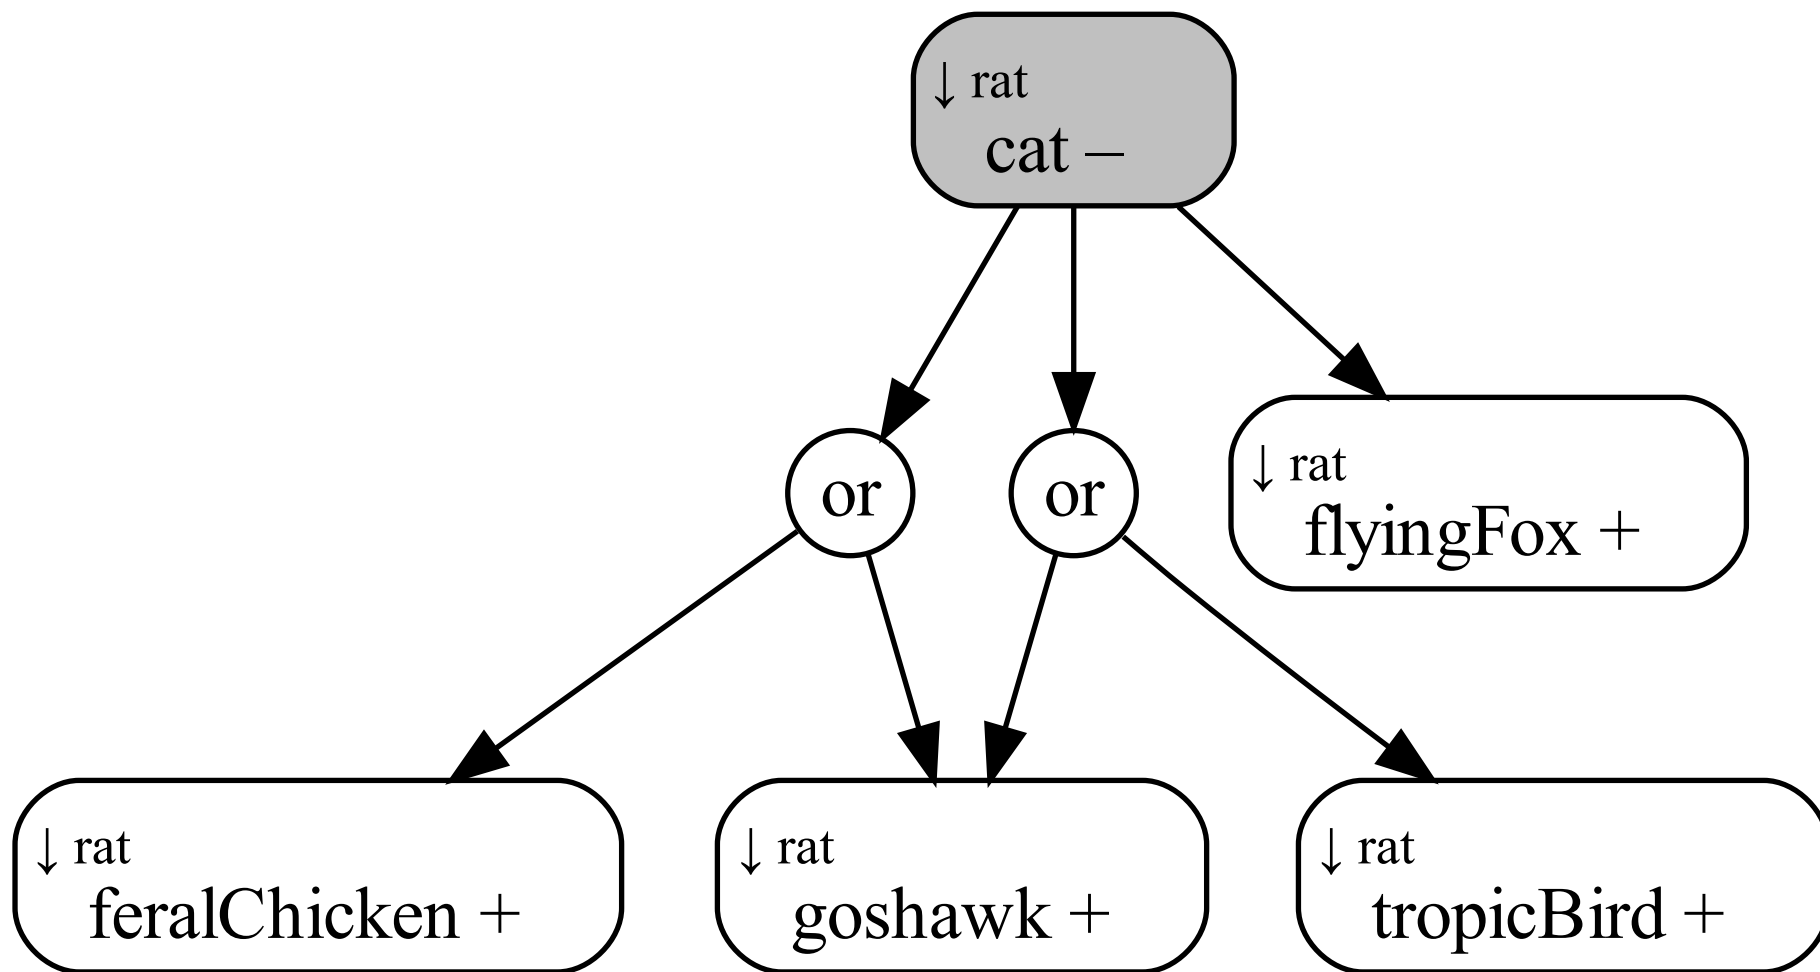 ↓ rat
cat –
or
or
↓ rat
flyingFox +
↓ rat
feralChicken +
↓ rat
goshawk +
↓ rat
tropicBird +